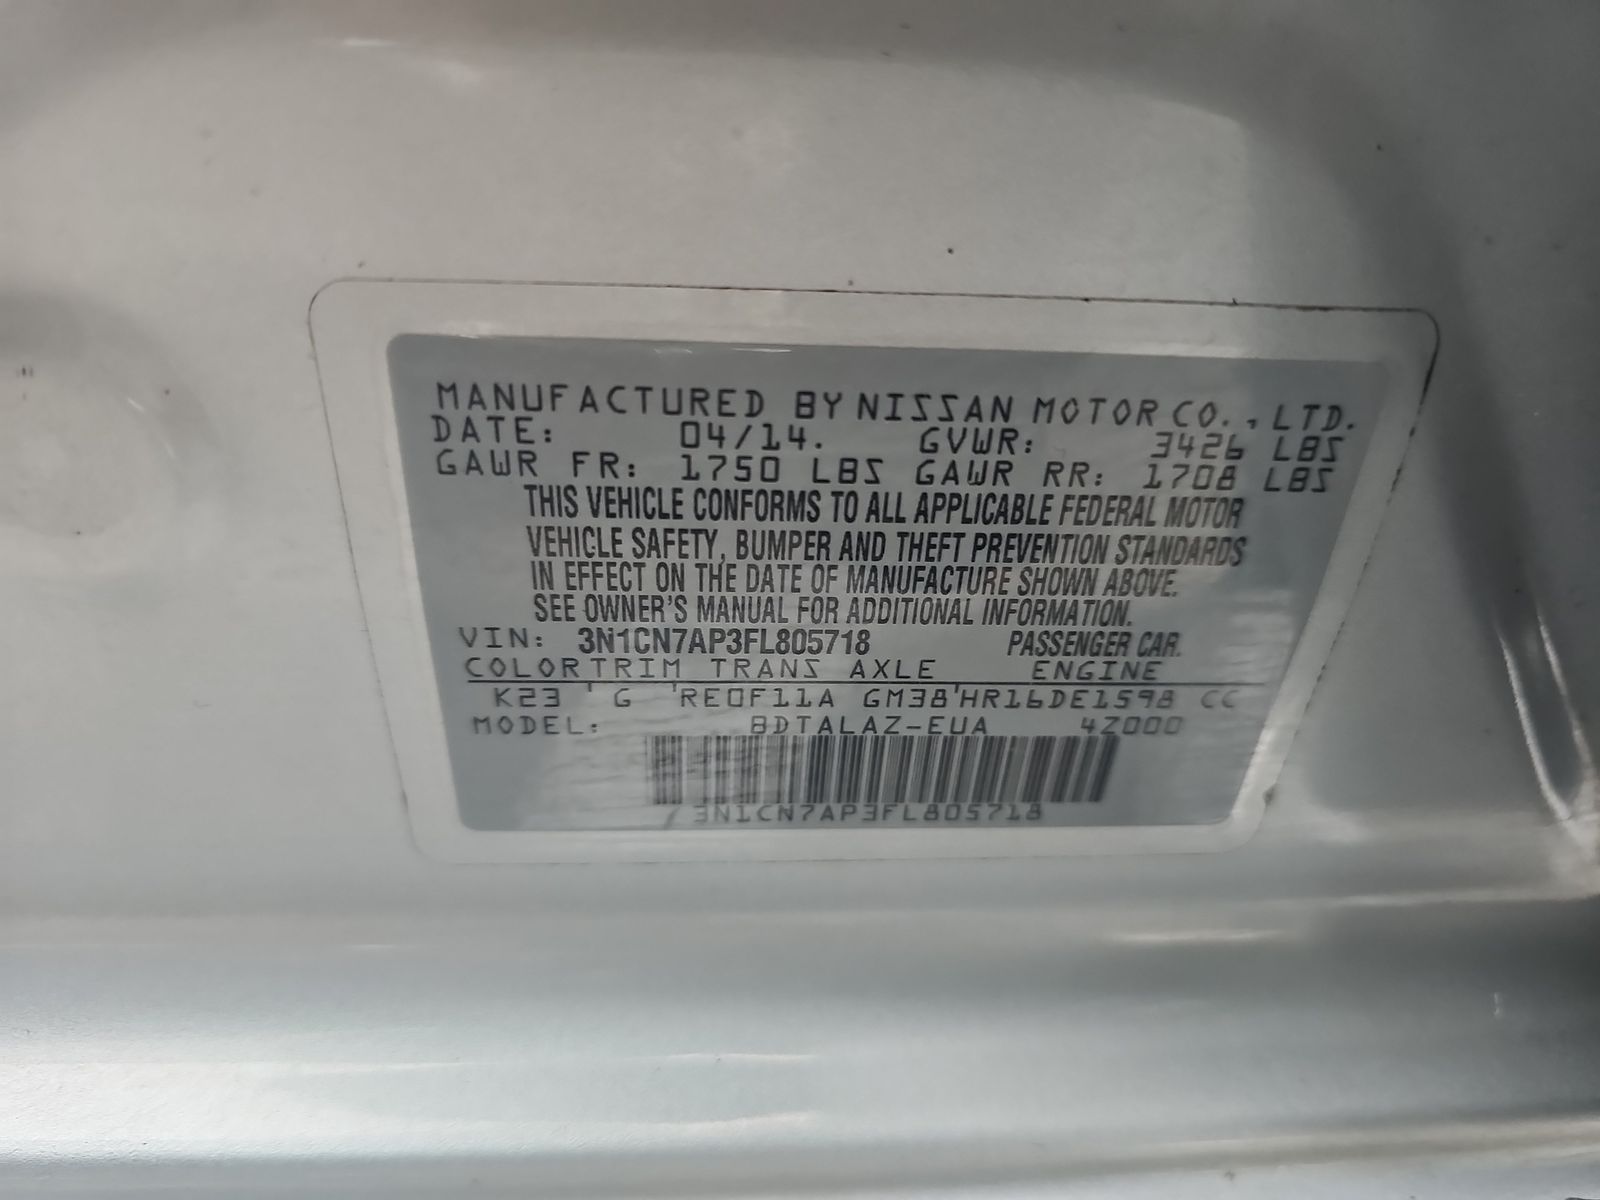 MANUFACTURED BY NISSAN MOTOR CO., LTD.
DATE: 04/14. GVWR: 3426 LBS
GAWR FR: 1750 LBS GAWR RR: 1708 LBS
THIS VEHICLE CONFORMS TO ALL APPLICABLE FEDERAL MOTOR
VEHICLE SAFETY, BUMPER AND THEFT PREVENTION STANDARDS
IN EFFECT ON THE DATE OF MANUFACTURE SHOWN ABOVE.
SEE OWNER'S MANUAL FOR ADDITIONAL INFORMATION.
VIN: 3N1CN7AP3FL805718 PASSENGER CAR.
COLOR TRIM TRANS AXLE ENGINE
K23 G RE0F11A GM38 HR16DE1598 CC
MODEL: BDTALAZ-EUA 4Z000
3N1CN7AP3FL805718